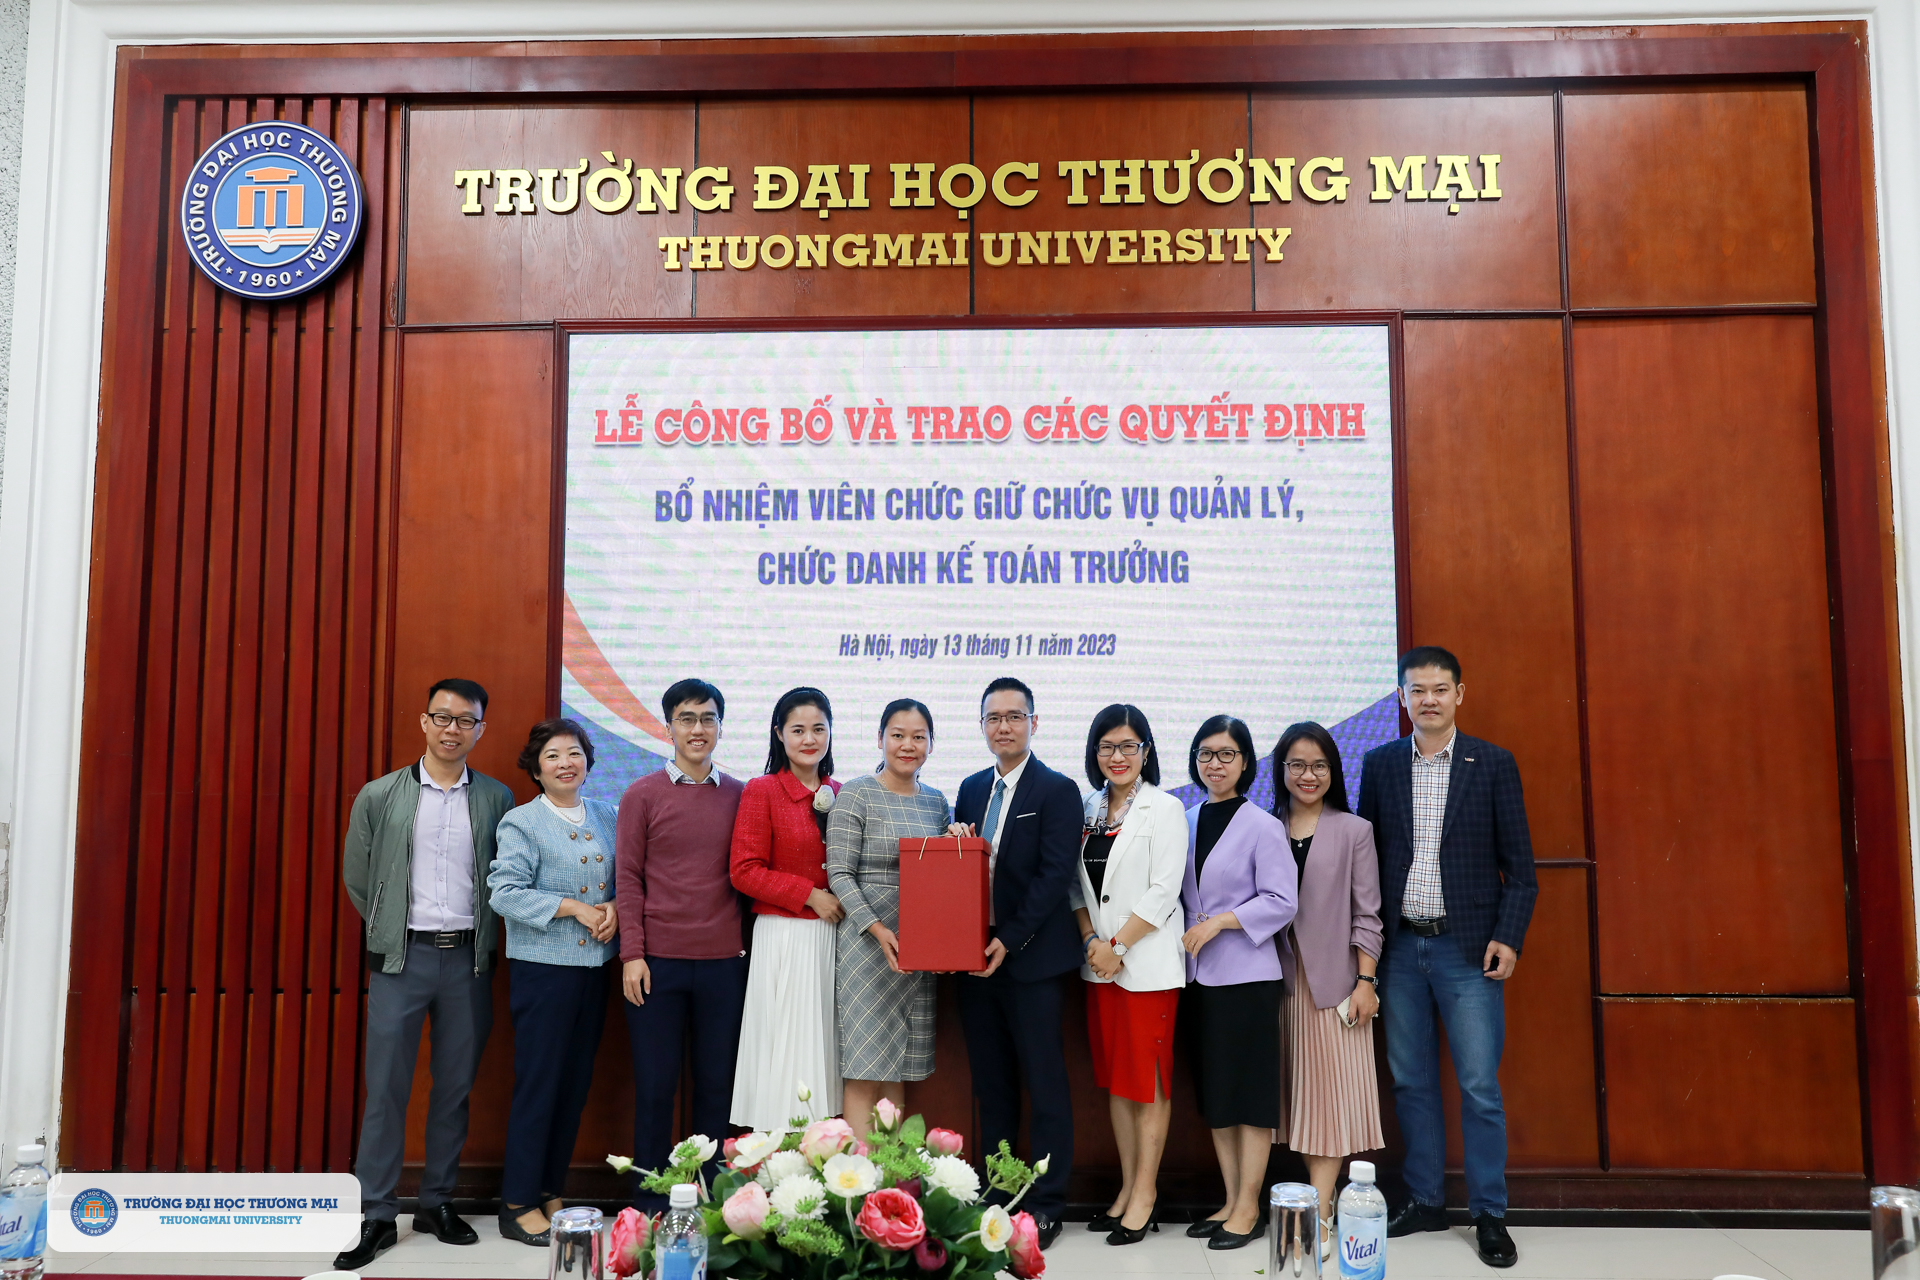 TRƯỜNG ĐẠI HỌC THƯƠNG MẠI
1960
TRƯỜNG ĐẠI HỌC THƯƠNG MẠI
THUONGMAI UNIVERSITY
LỄ CÔNG BỐ VÀ TRAO CÁC QUYẾT ĐỊNH
BỔ NHIỆM VIÊN CHỨC GIỮ CHỨC VỤ QUẢN LÝ,
CHỨC DANH KẾ TOÁN TRƯỞNG
Hà Nội, ngày 13 tháng 11 năm 2023
TRƯỜNG ĐẠI HỌC THƯƠNG MẠI
THUONGMAI UNIVERSITY
Vital